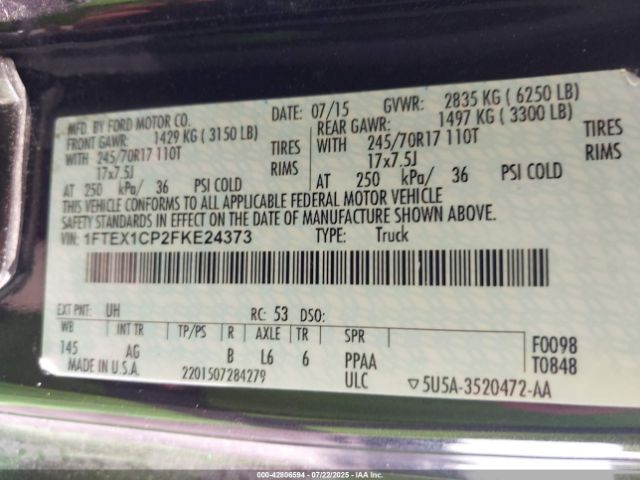 MFD. BY FORD MOTOR CO.
DATE: 07/15 GVWR: 2835 KG ( 6250 LB)
FRONT GAWR: 1429 KG ( 3150 LB)
REAR GAWR: 1497 KG ( 3300 LB)
WITH 245/70R17 110T TIRES
WITH 245/70R17 110T TIRES
17x7.5J RIMS
17x7.5J RIMS
AT 250 kPa/ 36 PSI COLD
AT 250 kPa/ 36 PSI COLD
THIS VEHICLE CONFORMS TO ALL APPLICABLE FEDERAL MOTOR VEHICLE
SAFETY STANDARDS IN EFFECT ON THE DATE OF MANUFACTURE SHOWN ABOVE.
VIN: 1FTEX1CP2FKE24373 TYPE: Truck
EXT PNT: UH RC: 53 DSO:
WB INT TR TP/PS R AXLE TR SPR
145 AG B L6 6 PPAA F0098
MADE IN U.S.A. 2201507284279 ULC T0848
▽5U5A-3520472-AA
000-42806594 - 07/22/2025 - IAA Inc.